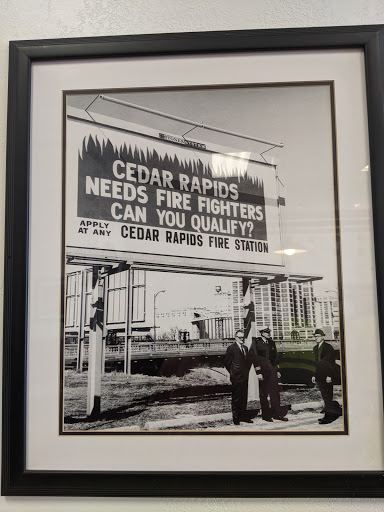 CEDAR RAPIDS
NEEDS FIRE FIGHTERS
CAN YOU QUALIFY?
APPLY
AT ANY
CEDAR RAPIDS FIRE STATION